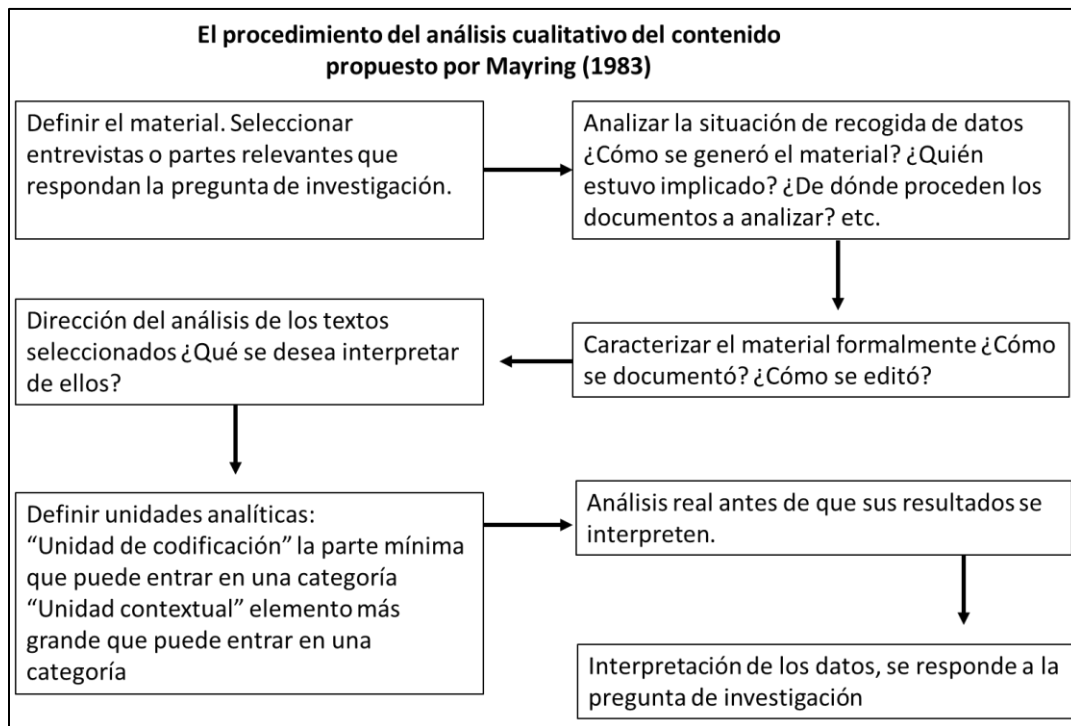 El procedimiento del análisis cualitativo del contenido
propuesto por Mayring (1983)
Definir el material. Seleccionar
entrevistas o partes relevantes que
respondan la pregunta de investigación.
Analizar la situación de recogida de datos
¿Cómo se generó el material? ¿Quién
estuvo implicado? ¿De dónde proceden los
documentos a analizar? etc.
Caracterizar el material formalmente ¿Cómo
se documentó? ¿Cómo se editó?
Dirección del análisis de los textos
seleccionados ¿Qué se desea interpretar
de ellos?
Definir unidades analíticas:
“Unidad de codificación” la parte mínima
que puede entrar en una categoría
“Unidad contextual” elemento más
grande que puede entrar en una
categoría
Análisis real antes de que sus resultados se
interpreten.
Interpretación de los datos, se responde a la
pregunta de investigación